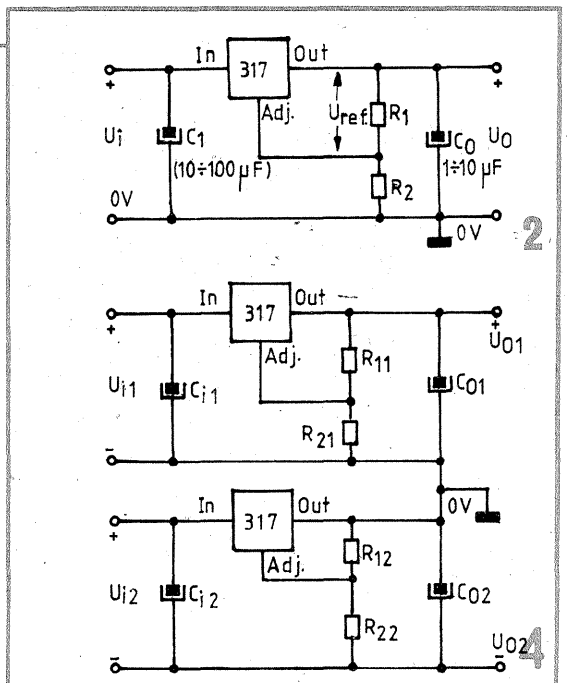 In 317 Out
+ Adj. Uref. R1 +
Ui C1 C0 U0
(10÷100 µF) 1÷10 µF
R2
0V 0V
2
In 317 Out
+ Adj. R11 + U01
Ui1 Ci1 C01
R21
−
0V
In 317 Out
+ Adj. R12
Ui2 Ci2 C02
R22
− − U02
4